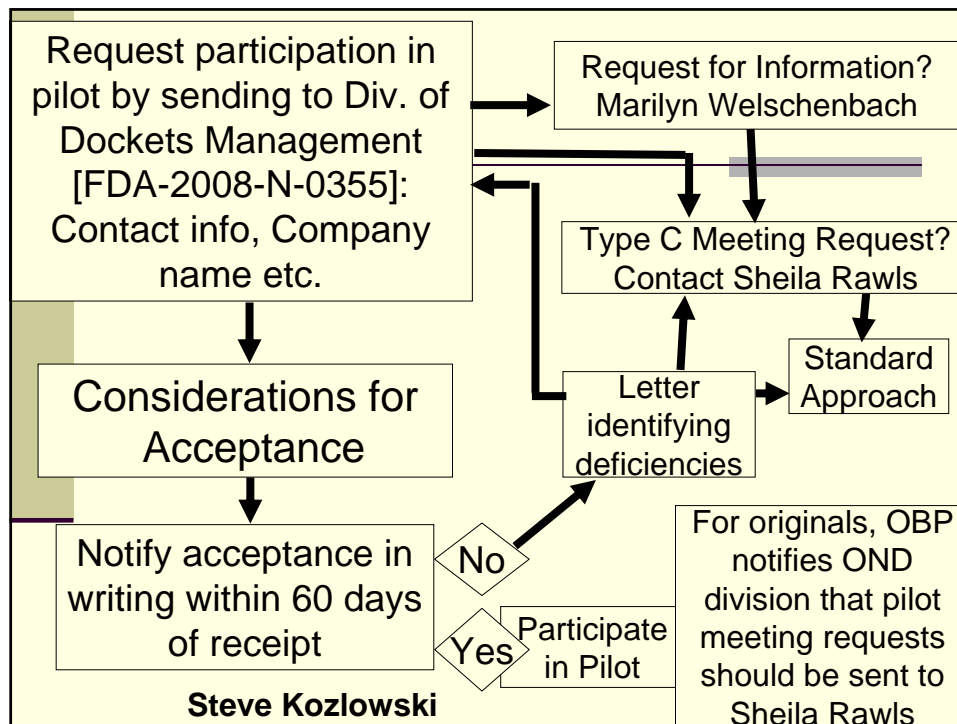 Request participation in
pilot by sending to Div. of
Dockets Management
[FDA-2008-N-0355]:
Contact info, Company
name etc.
Request for Information?
Marilyn Welschenbach
Type C Meeting Request?
Contact Sheila Rawls
Standard
Approach
Letter
identifying
deficiencies
Considerations for
Acceptance
Notify acceptance in
writing within 60 days
of receipt
No
Yes
Participate
in Pilot
For originals, OBP
notifies OND
division that pilot
meeting requests
should be sent to
Sheila Rawls
Steve Kozlowski